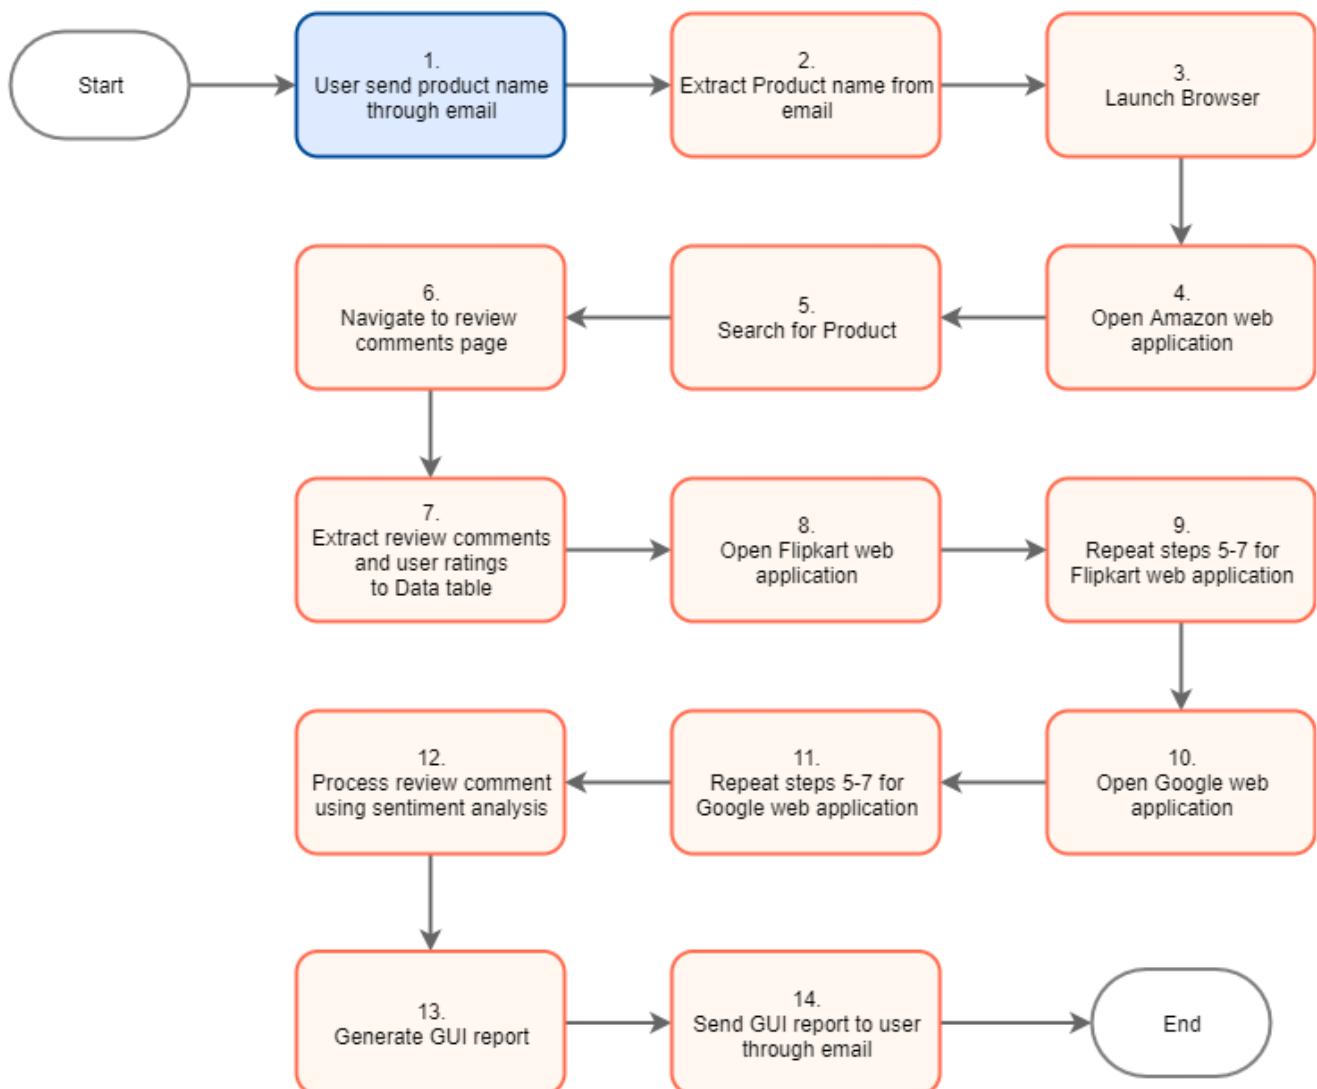 Start
1.
User send product name
through email
2.
Extract Product name from
email
3.
Launch Browser
4.
Open Amazon web
application
5.
Search for Product
6.
Navigate to review
comments page
7.
Extract review comments
and user ratings
to Data table
8.
Open Flipkart web
application
9.
Repeat steps 5-7 for
Flipkart web application
10.
Open Google web
application
11.
Repeat steps 5-7 for
Google web application
12.
Process review comment
using sentiment analysis
13.
Generate GUI report
14.
Send GUI report to user
through email
End